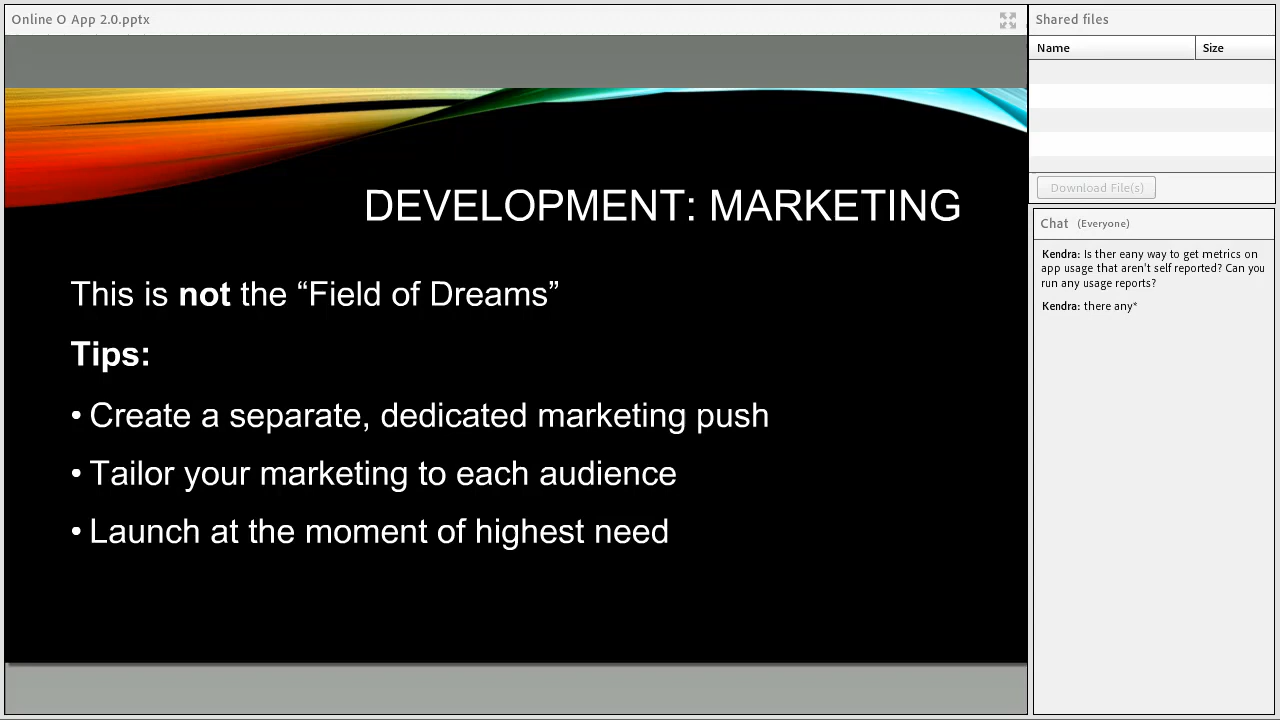 Online O App 2.0.pptx
DEVELOPMENT: MARKETING
This is not the “Field of Dreams”
Tips:
• Create a separate, dedicated marketing push
• Tailor your marketing to each audience
• Launch at the moment of highest need
Shared files
Name Size
Download File(s)
Chat (Everyone)
Kendra: Is ther eany way to get metrics on
app usage that aren't self reported? Can you
run any usage reports?
Kendra: there any*